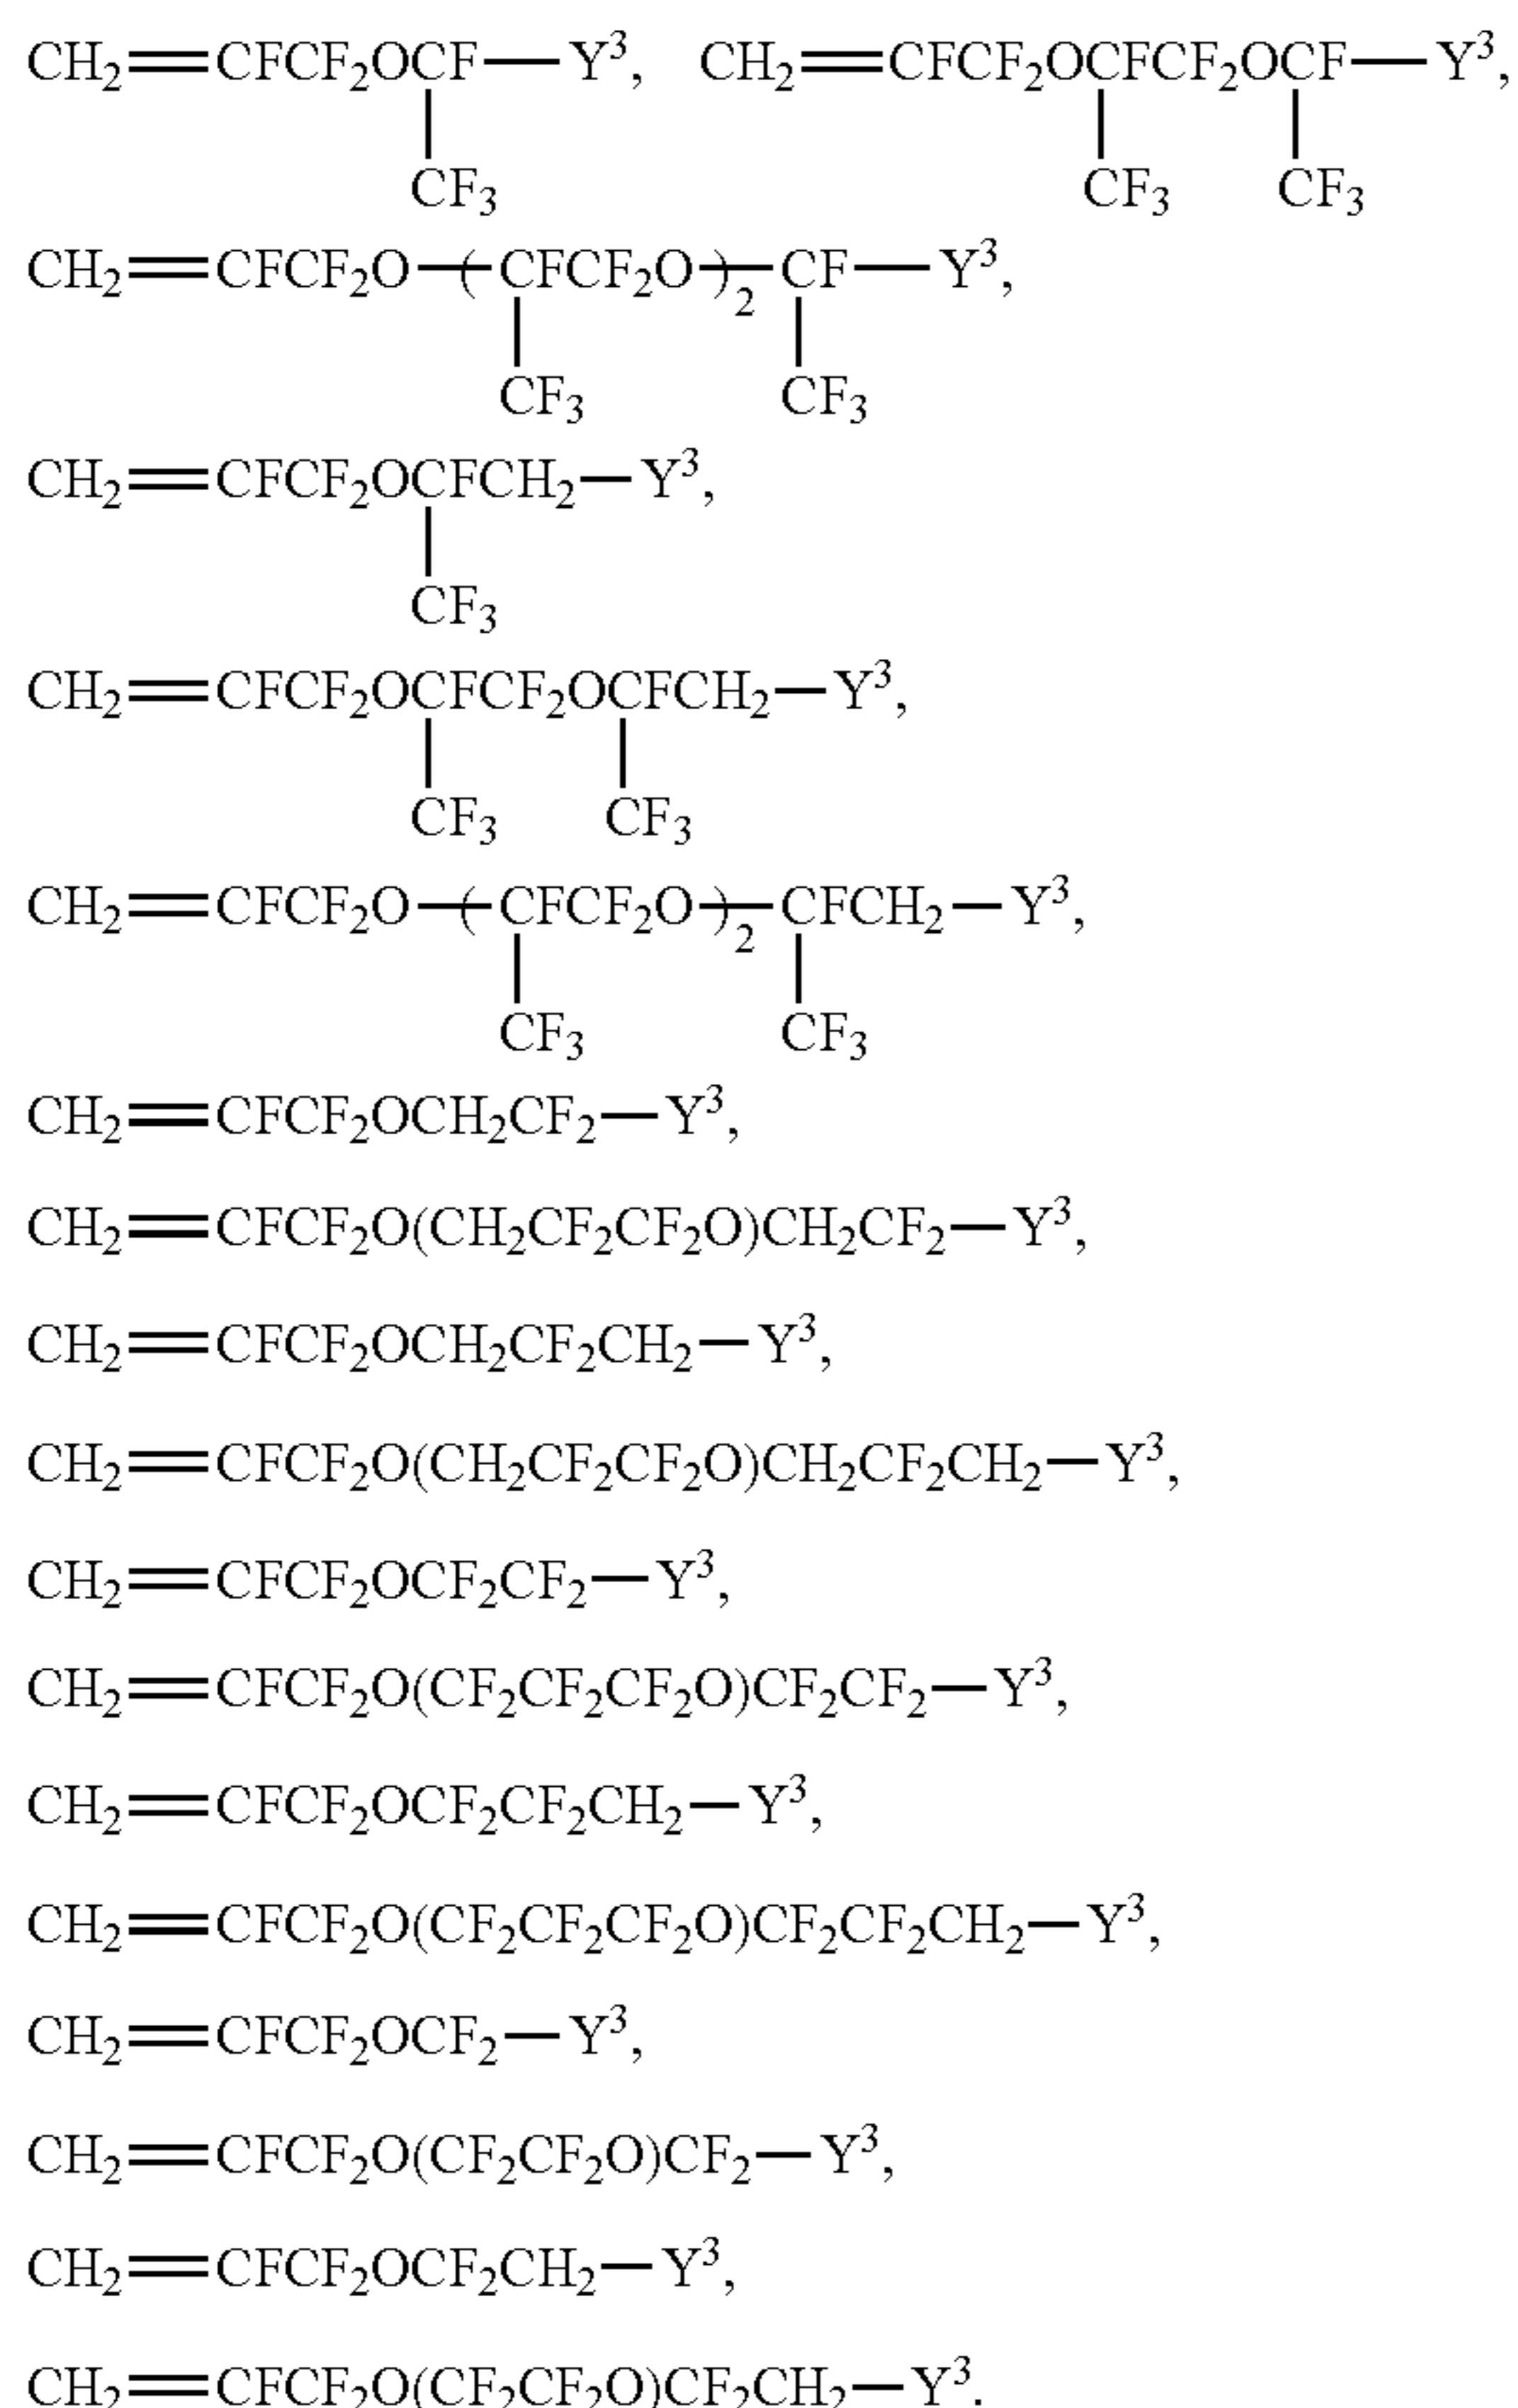 CH₂=CFCF₂OCF—Y³, CH₂=CFCF₂OCFCF₂OCF—Y³,
CF₃ CF₃ CF₃
CH₂=CFCF₂O—(CFCF₂O)₂—CF—Y³,
CF₃ CF₃
CH₂=CFCF₂OCFCH₂—Y³,
CF₃
CH₂=CFCF₂OCFCF₂OCFCH₂—Y³,
CF₃ CF₃
CH₂=CFCF₂O—(CFCF₂O)₂—CFCH₂—Y³,
CF₃ CF₃
CH₂=CFCF₂OCH₂CF₂—Y³,
CH₂=CFCF₂O(CH₂CF₂CF₂O)CH₂CF₂—Y³,
CH₂=CFCF₂OCH₂CF₂CH₂—Y³,
CH₂=CFCF₂O(CH₂CF₂CF₂O)CH₂CF₂CH₂—Y³,
CH₂=CFCF₂OCF₂CF₂—Y³,
CH₂=CFCF₂O(CF₂CF₂CF₂O)CF₂CF₂—Y³,
CH₂=CFCF₂OCF₂CF₂CH₂—Y³,
CH₂=CFCF₂O(CF₂CF₂CF₂O)CF₂CF₂CH₂—Y³,
CH₂=CFCF₂OCF₂—Y³,
CH₂=CFCF₂O(CF₂CF₂O)CF₂—Y³,
CH₂=CFCF₂OCF₂CH₂—Y³,
CH₂=CFCF₂O(CF₂CF₂O)CF₂CH₂—Y³.